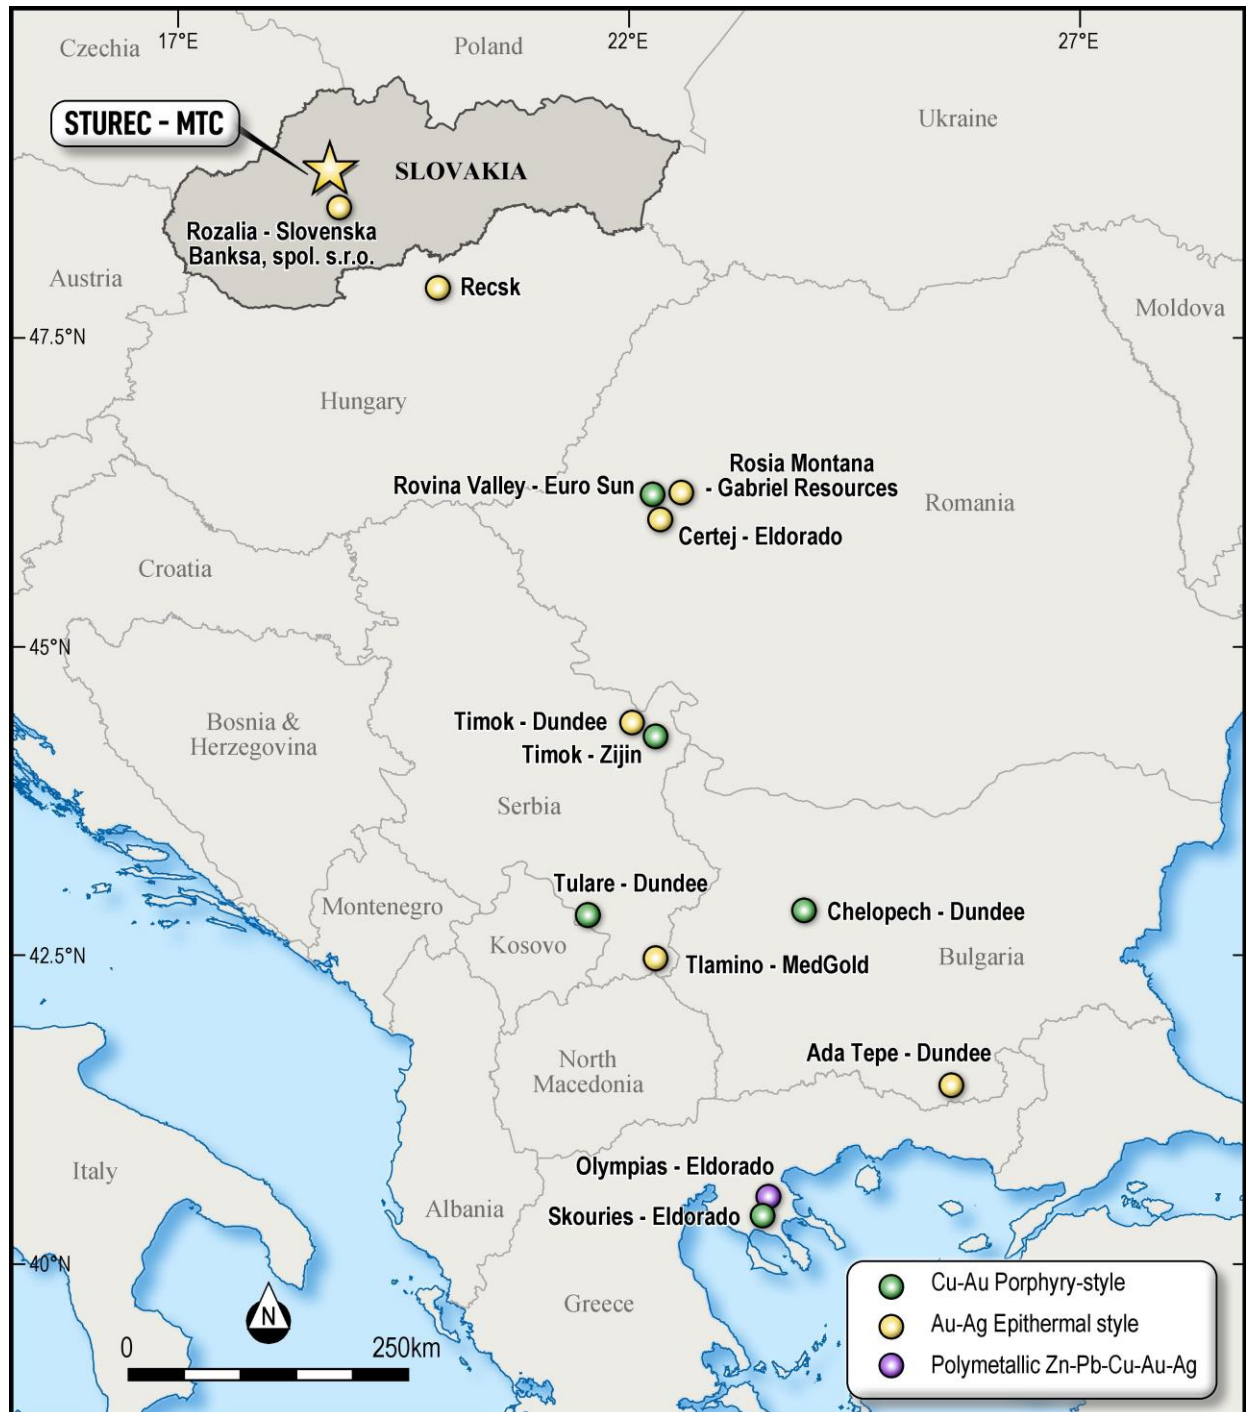 17°E
22°E
27°E
Czechia
Poland
Ukraine
STUREC - MTC
SLOVAKIA
Rozalia - Slovenska
Banksa, spol. s.r.o.
Austria
Recsk
Moldova
47.5°N
Hungary
Rosia Montana
- Gabriel Resources
Rovina Valley - Euro Sun
Romania
Certej - Eldorado
Croatia
45°N
Bosnia &
Herzegovina
Timok - Dundee
Timok - Zijin
Serbia
Tulare - Dundee
Montenegro
Chelopech - Dundee
Kosovo
42.5°N
Tlamino - MedGold
Bulgaria
Ada Tepe - Dundee
North
Macedonia
Italy
Olympias - Eldorado
Albania
Skouries - Eldorado
40°N
Greece
N
0
250km
Cu-Au Porphyry-style
Au-Ag Epithermal style
Polymetallic Zn-Pb-Cu-Au-Ag